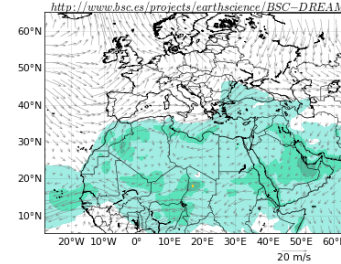 http://www.bsc.es/projects/earthscience/BSC−DREAM
60°N
50°N
40°N
30°N
20°N
10°N
20°W 10°W 0° 10°E 20°E 30°E 40°E 50°E 60°
20 m/s